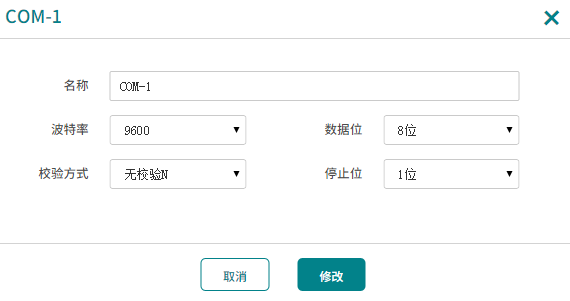 COM-1
名称 COM-1
波特率 9600 数据位 8位
校验方式 无校验N 停止位 1位
取消 修改